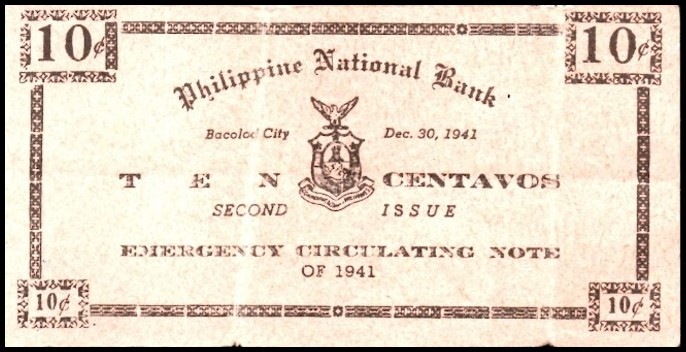 10¢ 10¢
Philippine National Bank
Bacolod City Dec. 30, 1941
TEN CENTAVOS
SECOND ISSUE
EMERGENCY CIRCULATING NOTE
OF 1941
10¢ 10¢